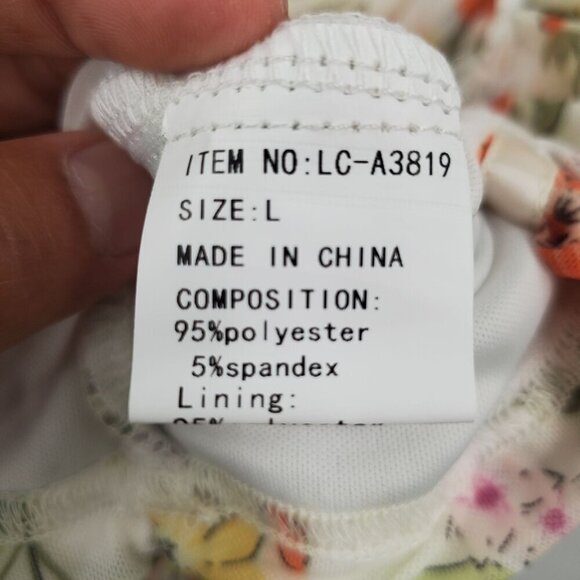 ITEM NO:LC-A3819
SIZE:L
MADE IN CHINA
COMPOSITION:
95%polyester
5%spandex
Lining: